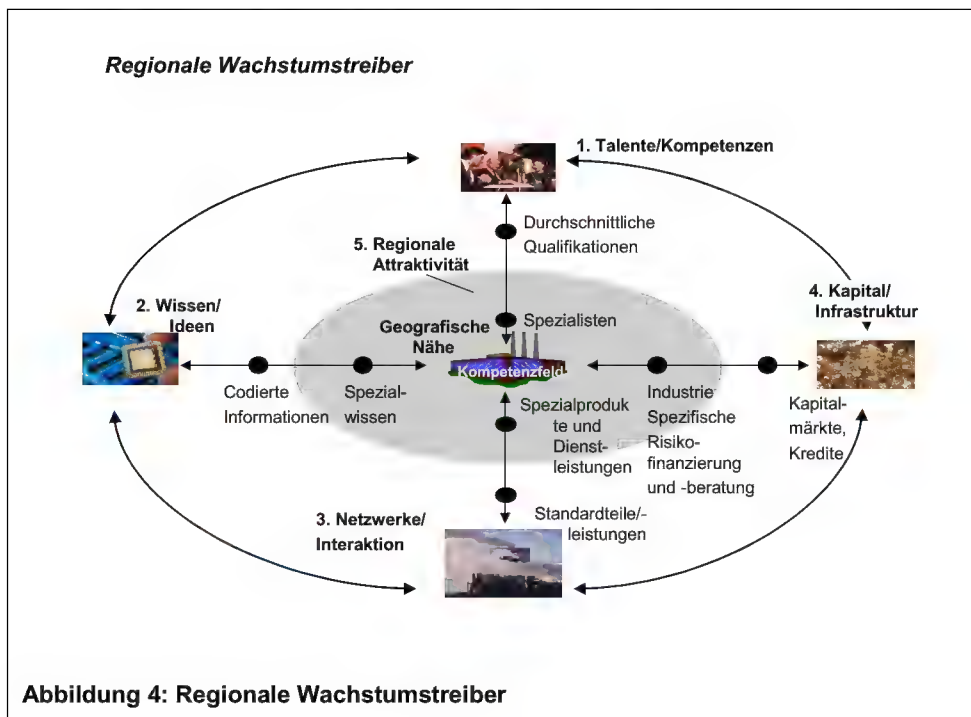 Regionale Wachstumstreiber
1. Talente/Kompetenzen
Durchschnittliche
Qualifikationen
5. Regionale
Attraktivität
2. Wissen/
Ideen
4. Kapital/
Infrastruktur
Geografische
Nähe
Spezialisten
Kompetenzfeld
Codierte
Informationen
Spezial-
wissen
Spezialproduk
te und
Dienst-
leistungen
Industrie
Spezifische
Risiko-
finanzierung
und -beratung
Kapital-
märkte,
Kredite
3. Netzwerke/
Interaktion
Standardteile/-
leistungen
Abbildung 4: Regionale Wachstumstreiber